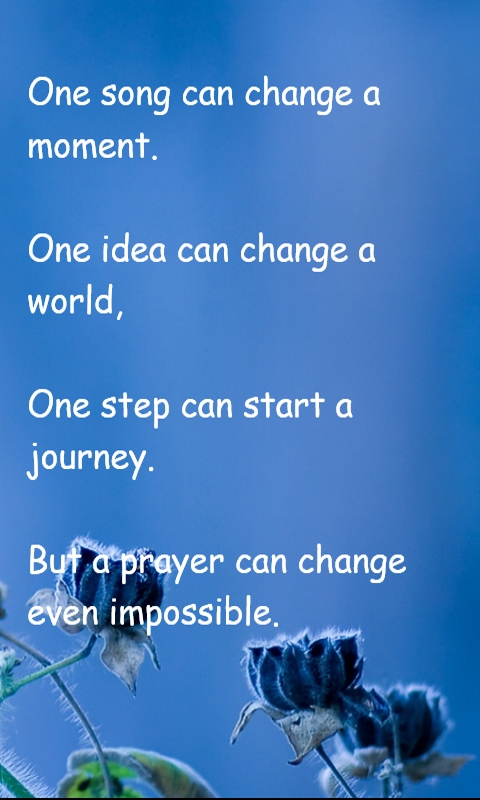 One song can change a
moment.
One idea can change a
world,
One step can start a
journey.
But a prayer can change
even impossible.